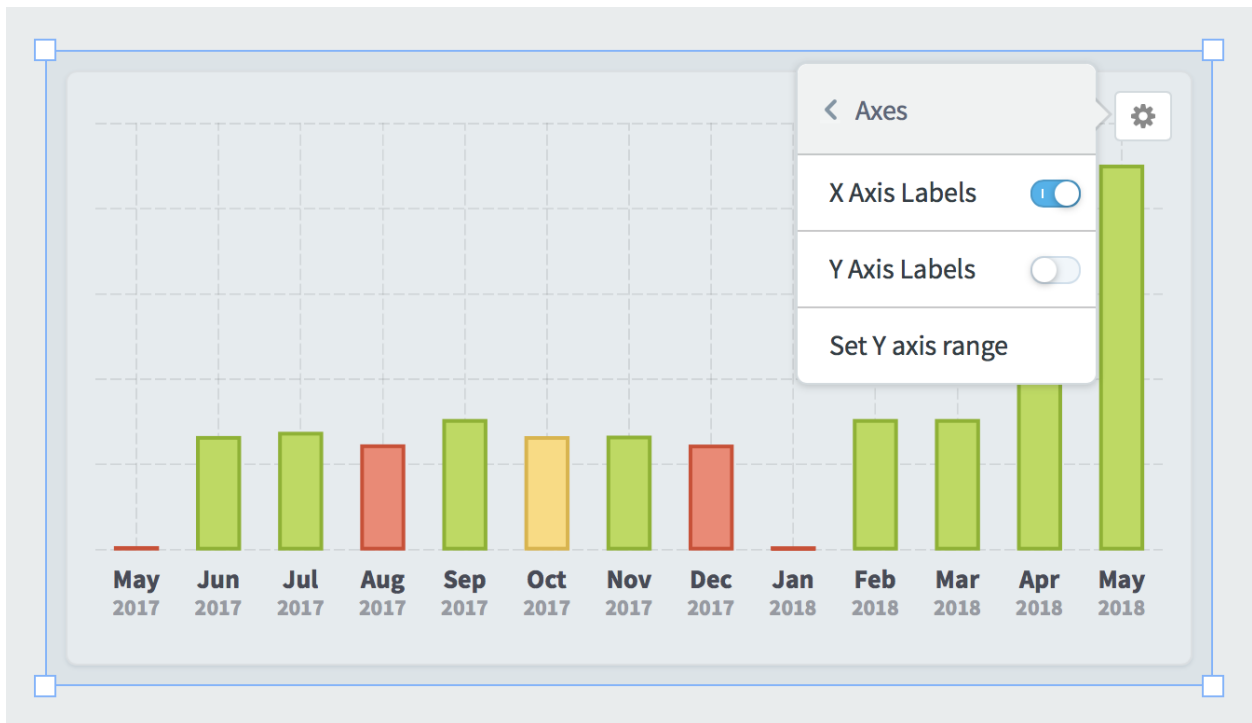 Axes
X Axis Labels
Y Axis Labels
Set Y axis range
May Jun Jul Aug Sep Oct Nov Dec Jan Feb Mar Apr May
2017 2017 2017 2017 2017 2017 2017 2017 2018 2018 2018 2018 2018